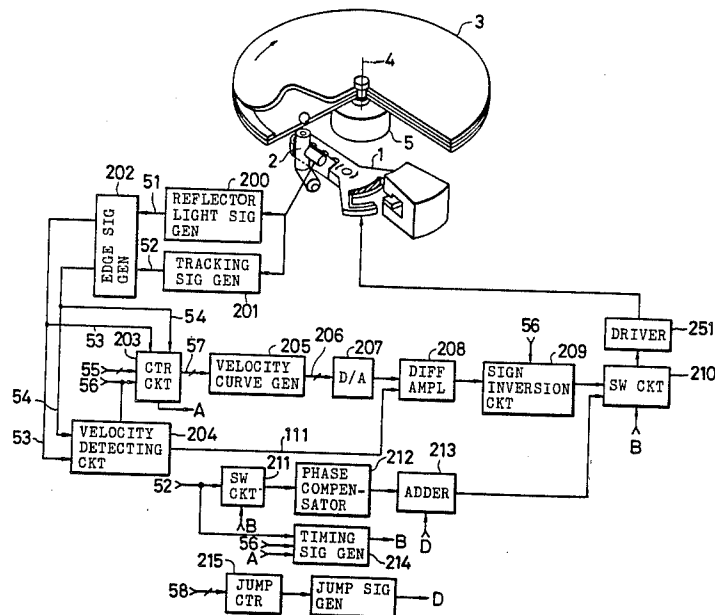 3
4
5
2
1
202
51
200
REFLECTOR
LIGHT SIG
GEN
EDGE SIG
GEN
52
TRACKING
SIG GEN
201
54
53
203
57
205
206
207
208
56
209
DRIVER
251
210
55
56
CTR
CKT
VELOCITY
CURVE GEN
D/A
DIFF
AMPL
SIGN
INVERSION
CKT
SW CKT
A
B
54
53
VELOCITY
DETECTING
CKT
204
111
211
212
213
52
SW
CKT
PHASE
COMPEN-
SATOR
ADDER
B
D
56
A
TIMING
SIG GEN
B
214
215
58
JUMP
CTR
JUMP SIG
GEN
D